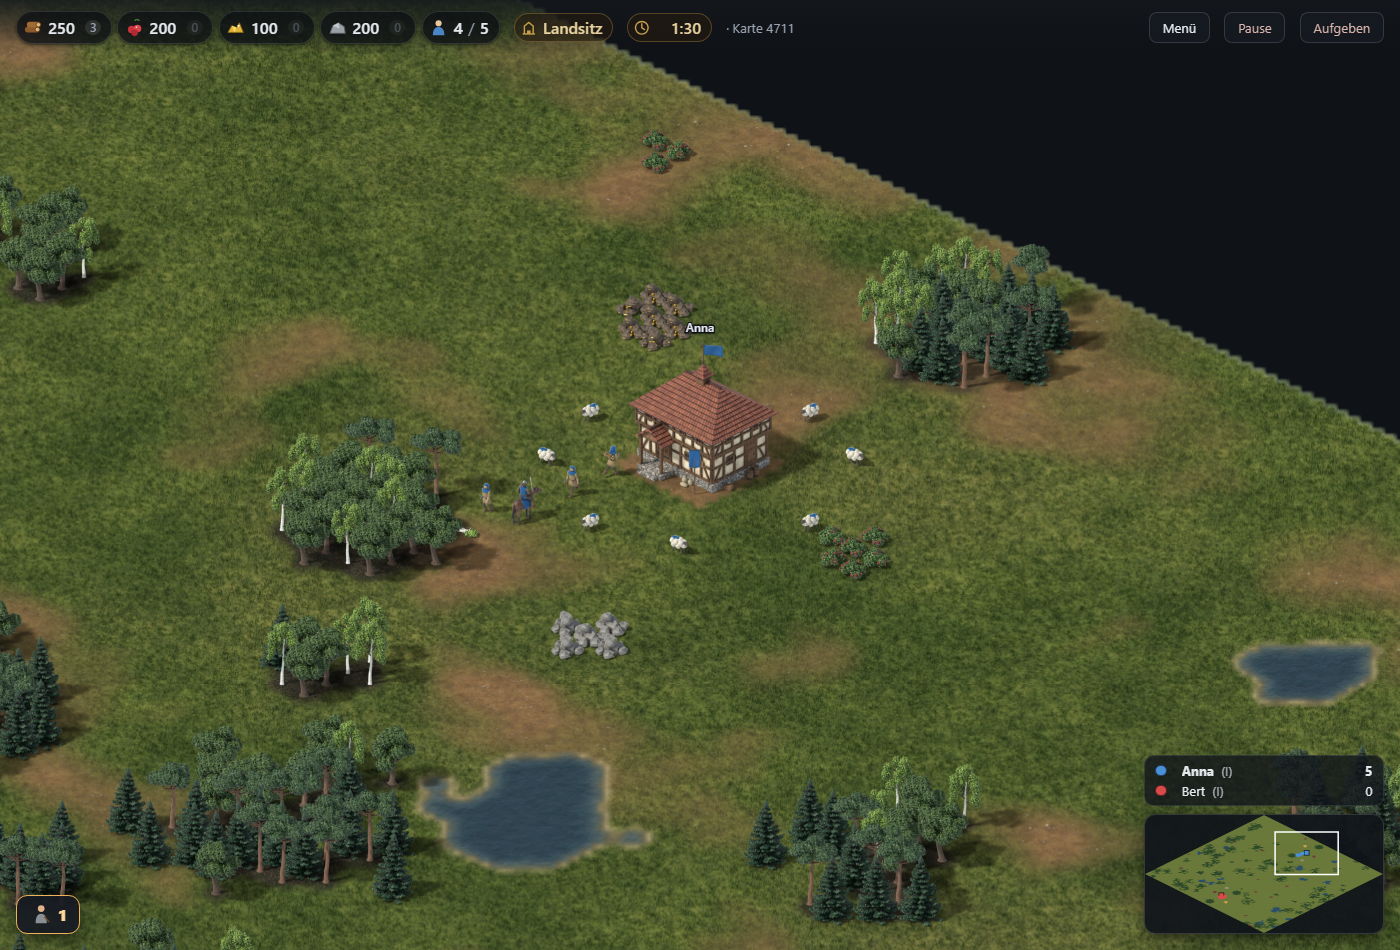 250 3 200 0 100 0 200 0 4 / 5 Landsitz 1:30 · Karte 4711 Menü Pause Aufgeben
Anna
Anna (I) 5
Bert (I) 0
1